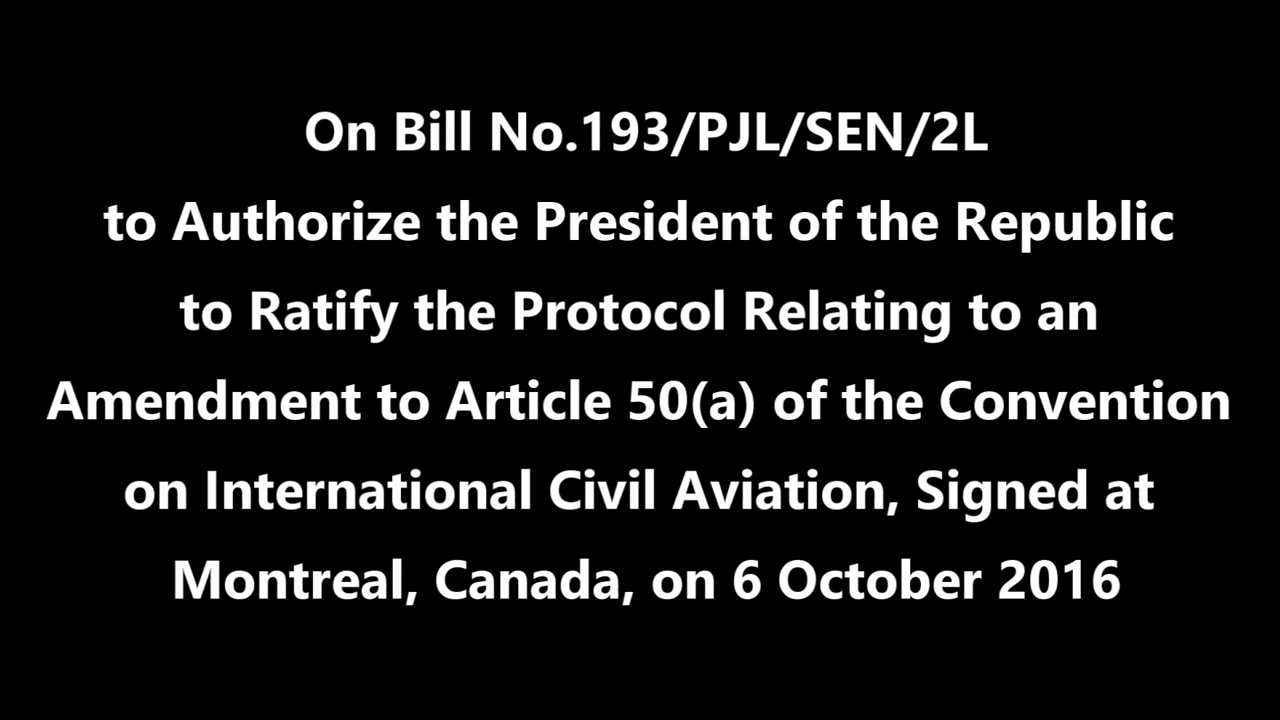 On Bill No.193/PJL/SEN/2L
to Authorize the President of the Republic
to Ratify the Protocol Relating to an
Amendment to Article 50(a) of the Convention
on International Civil Aviation, Signed at
Montreal, Canada, on 6 October 2016